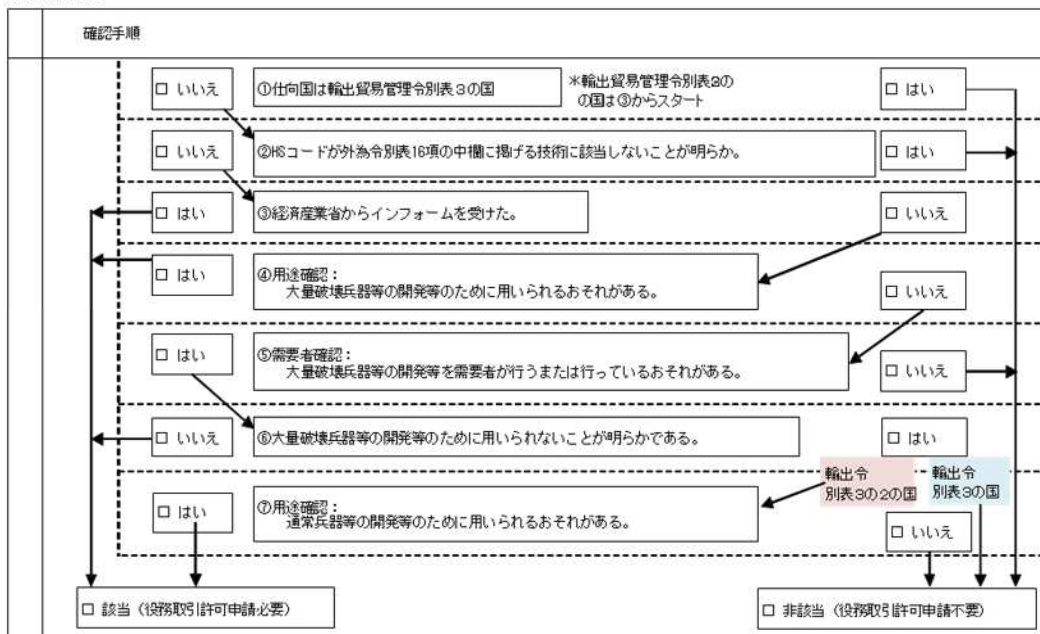 確認手順
□ いいえ
①仕向国は輸出貿易管理令別表３の国
＊輸出貿易管理令別表2の
の国は③からスタート
□ はい
□ いいえ
②HSコードが外為令別表16項の中欄に掲げる技術に該当しないことが明らか。
□ はい
□ はい
③経済産業省からインフォームを受けた。
□ いいえ
□ はい
④用途確認：
大量破壊兵器等の開発等のために用いられるおそれがある。
□ いいえ
□ はい
⑤需要者確認：
大量破壊兵器等の開発等を需要者が行うまたは行っているおそれがある。
□ いいえ
□ いいえ
⑥大量破壊兵器等の開発等のために用いられないことが明らかである。
□ はい
輸出令
別表3の2の国
輸出令
別表3の国
□ はい
⑦用途確認：
通常兵器等の開発等のために用いられるおそれがある。
□ いいえ
□ 該当（役務取引許可申請必要）
□ 非該当（役務取引許可申請不要）